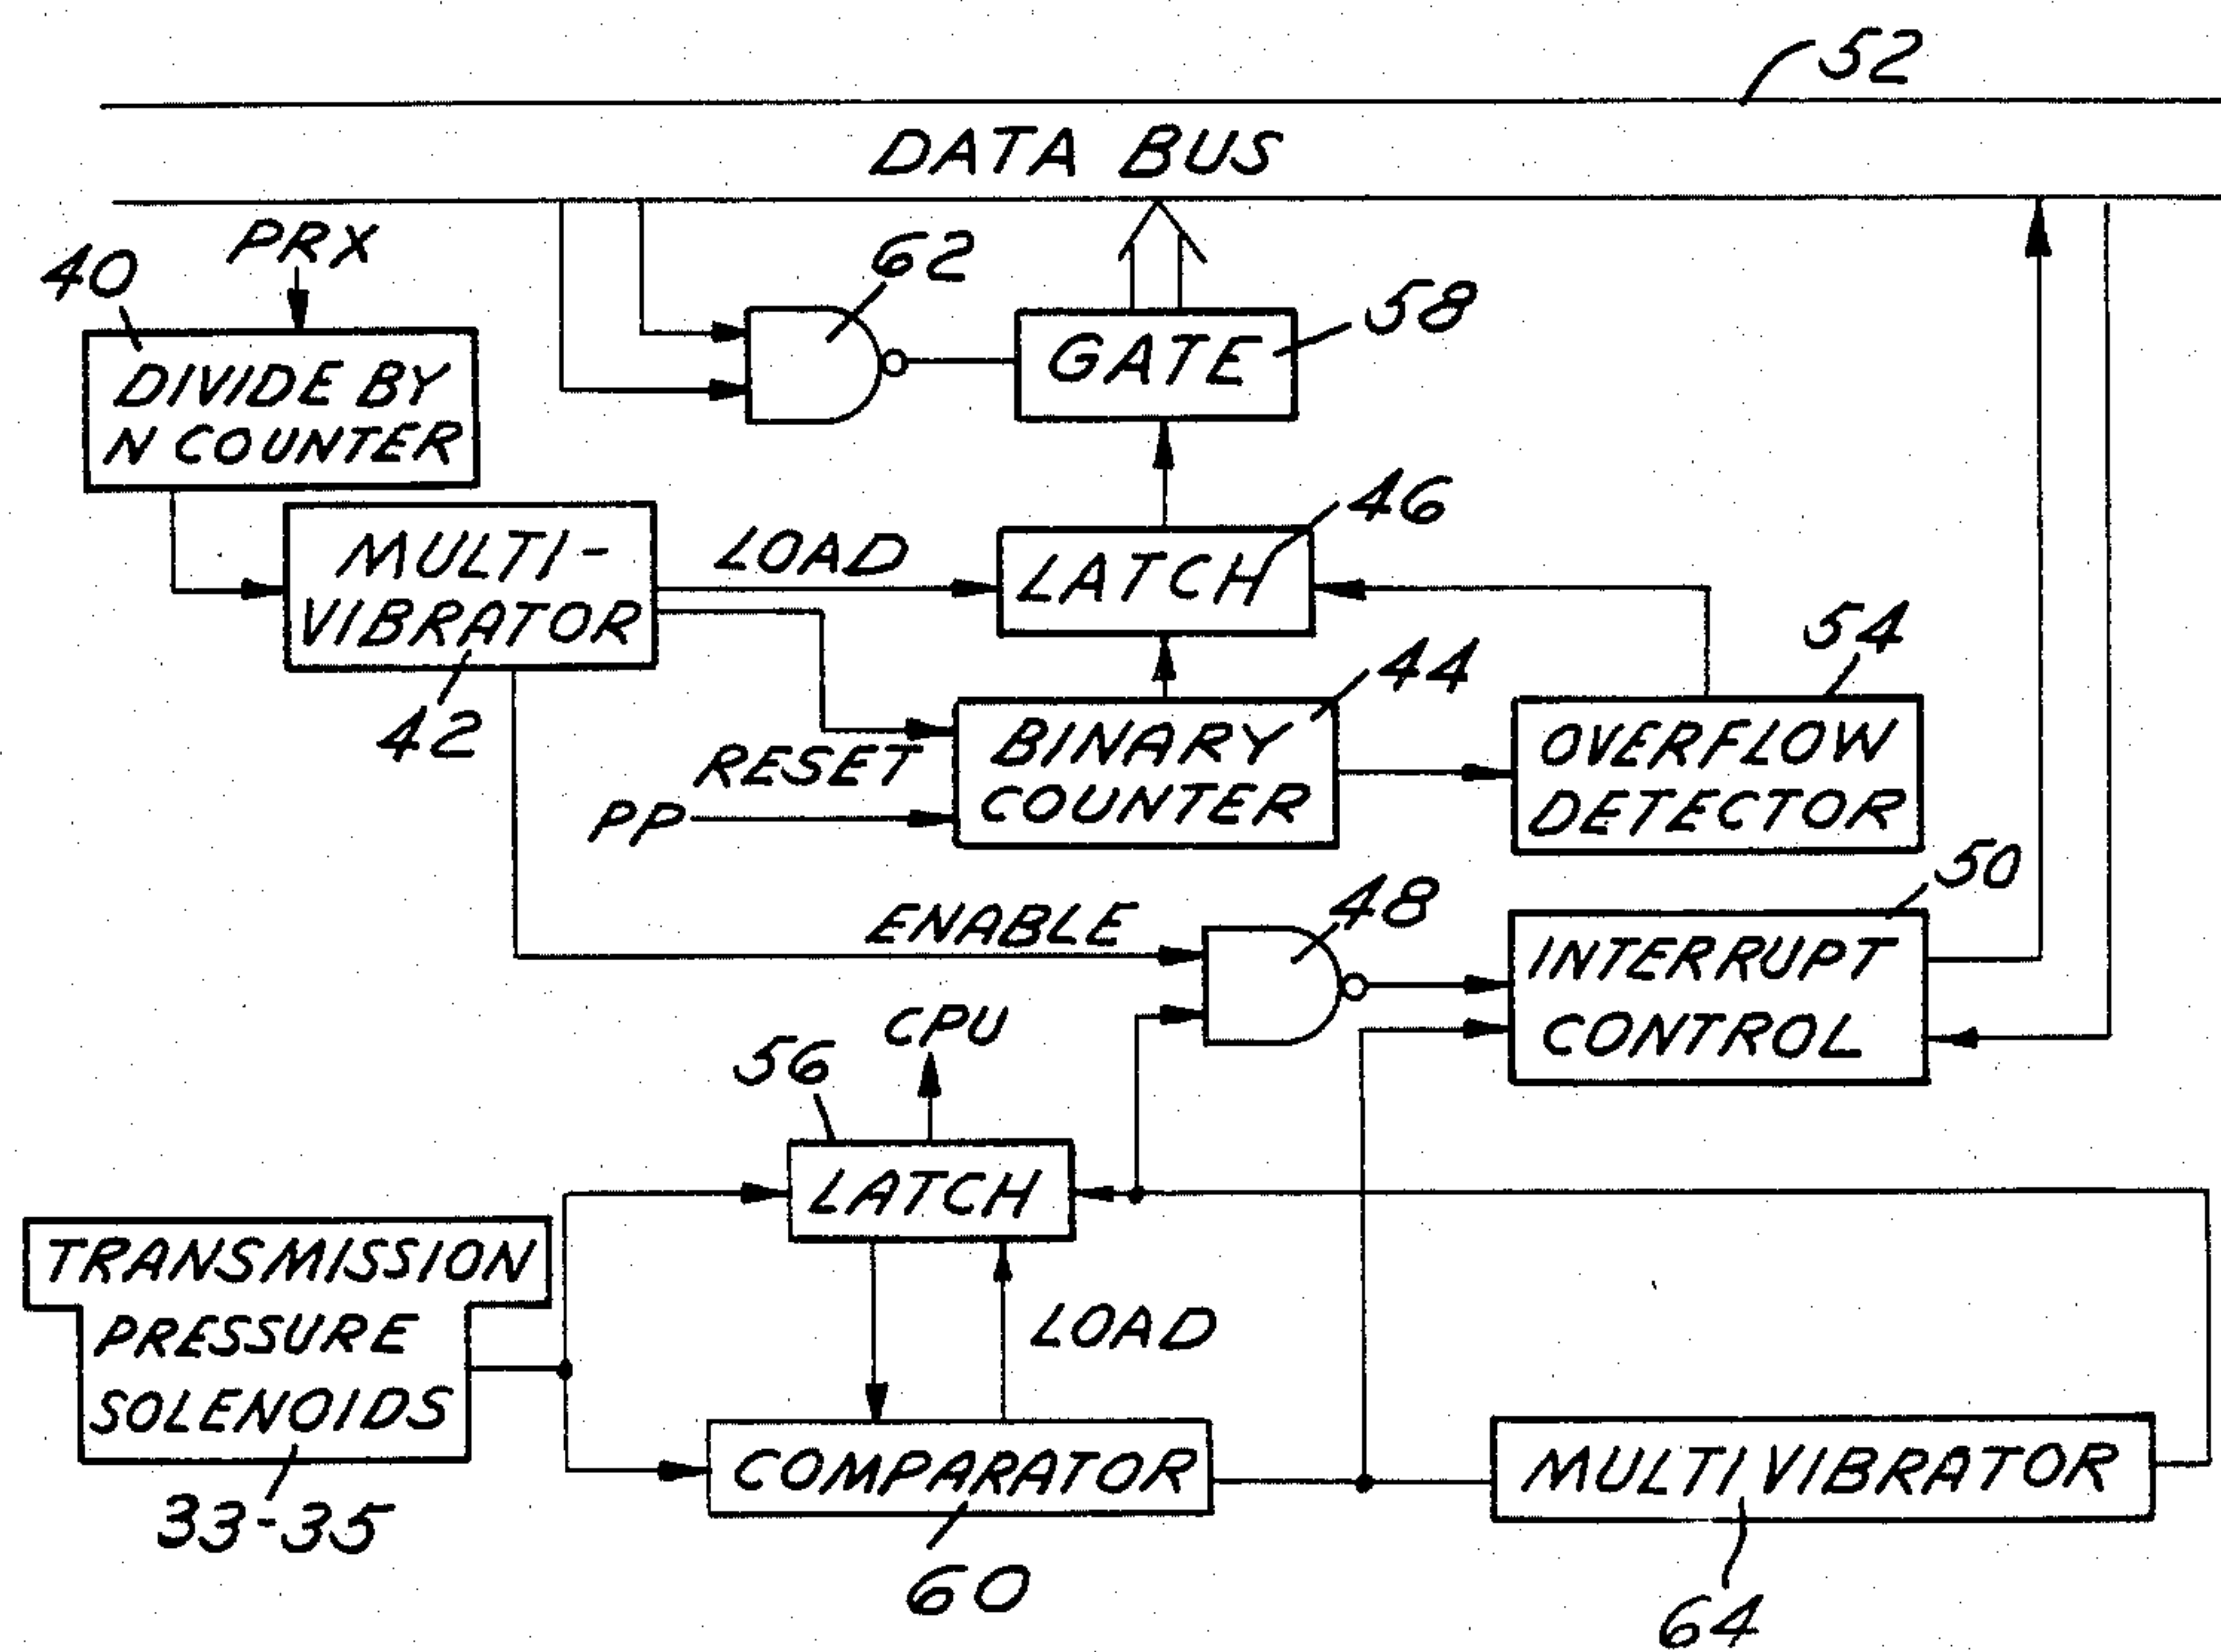 52
DATA BUS
PRX
40
62
58
GATE
DIVIDE BY
N COUNTER
46
MULTI-
VIBRATOR
LOAD
LATCH
54
44
42
BINARY
COUNTER
RESET
PP
OVERFLOW
DETECTOR
50
48
ENABLE
INTERRUPT
CONTROL
CPU
56
LATCH
TRANSMISSION
PRESSURE
SOLENOIDS
LOAD
33-35
COMPARATOR
MULTIVIBRATOR
60
64